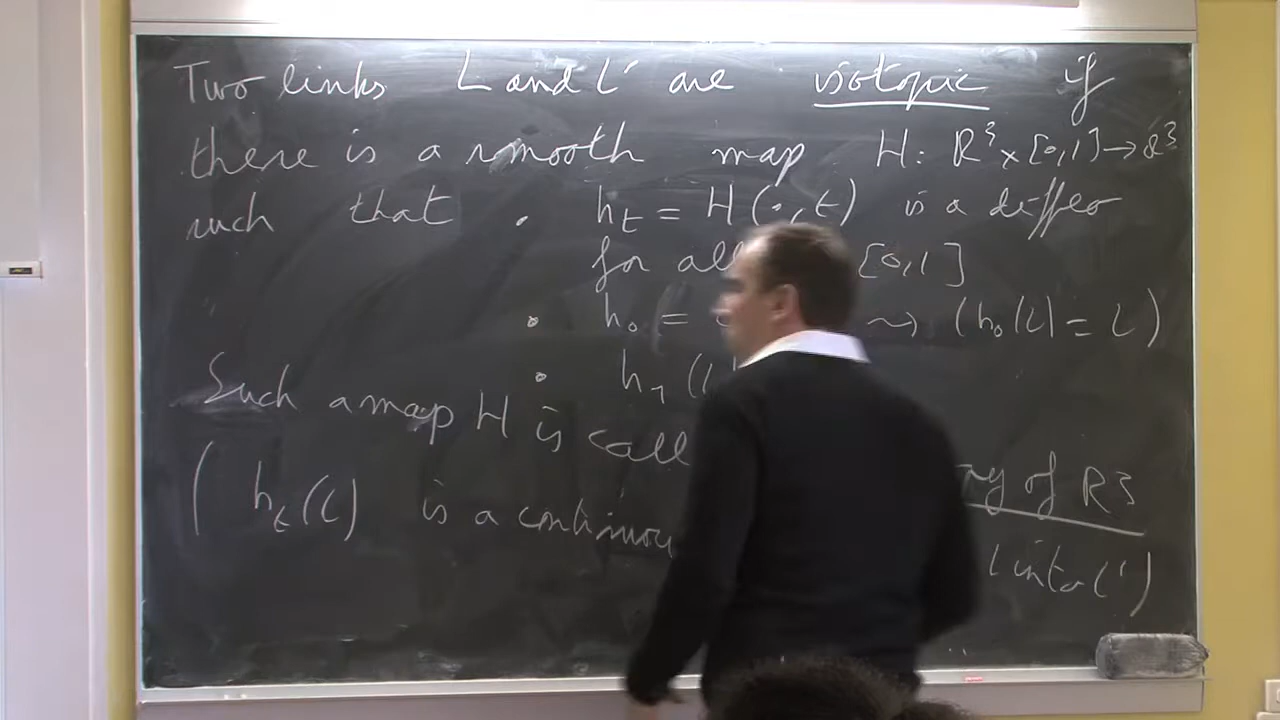 Two links L and L' are isotopic if
there is a smooth map H: R³ × [0,1] → R³
such that • h_t = H(·,t) is a diffeo
for all [0,1]
• h₀ = ⇝ (h₀(L) = L)
• h₁(L
Such a map H is call of R³
( h_t(L) is a continuou L into L')